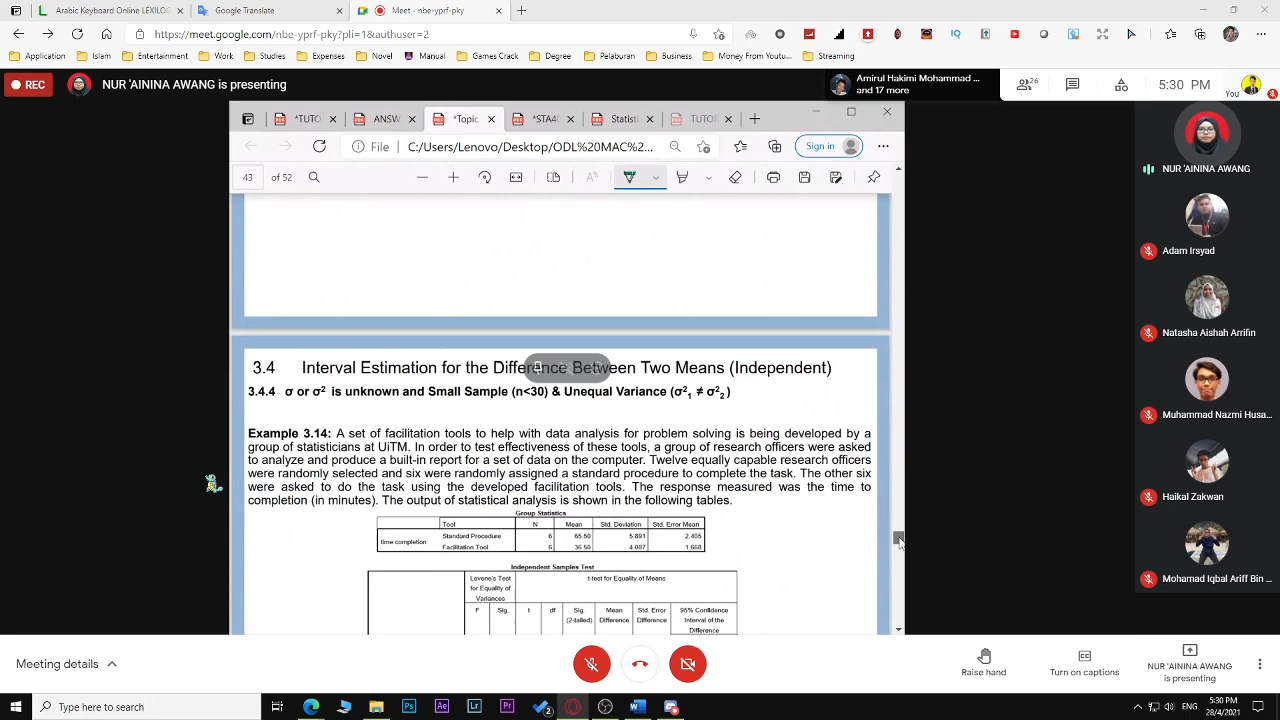 Arabic Keyboard Online (EXILOG
Google Translate
Meet - nbe-yprf-pky
https://meet.google.com/nbe-yprf-pky?pli=1&authuser=2
Application
English
Work
Studies
Expenses
Novel
Manual
Games Crack
Degree
Pelaburan
Business
Money From Youtu...
Streaming
REC
NUR 'AININA AWANG is presenting
Amirul Hakimi Mohammad ...
and 17 more
26
5:30 PM
You
*TUTO
ANSW
*Topic
*STA4
Statisti
TUTOR
File
C:/Users/Lenovo/Desktop/ODL%20MAC%2...
Sign in
43 of 52
3.4 Interval Estimation for the Difference Between Two Means (Independent)
3.4.4 σ or σ² is unknown and Small Sample (n<30) & Unequal Variance (σ²₁ ≠ σ²₂)
Example 3.14: A set of facilitation tools to help with data analysis for problem solving is being developed by a
group of statisticians at UiTM. In order to test effectiveness of these tools, a group of research officers were asked
to analyze and produce a built-in report for a set of data on the computer. Twelve equally capable research officers
were randomly selected and six were randomly assigned a standard procedure to complete the task. The other six
were asked to do the task using the developed facilitation tools. The response measured was the time to
completion (in minutes). The output of statistical analysis is shown in the following tables.
Group Statistics
Tool N Mean Std. Deviation Std. Error Mean
time completion Standard Procedure 6 65.50 5.891 2.405
Facilitation Tool 6 36.50 4.087 1.668
Independent Samples Test
Levene's Test
for Equality of
Variances
t-test for Equality of Means
F Sig. t df Sig.
(2-tailed)
Mean
Difference
Std. Error
Difference
95% Confidence
Interval of the
Difference
NUR 'AININA AWANG
Adam Irsyad
Natasha Aishah Arrifin
Muhammad Nazmi Husa...
Haikal Zakwan
Mohamad Iqbal Ariff Bin ...
Meeting details
Raise hand
Turn on captions
NUR 'AININA AWANG
is presenting
Type here to search
Ps
Ae
Lr
Pr
2
ENG
5:30 PM
28/4/2021